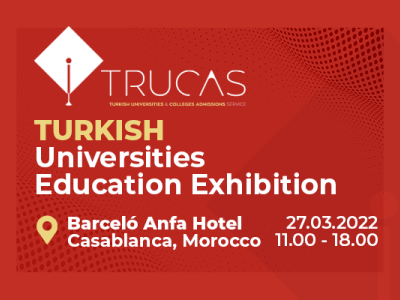 TRUCAS
TURKISH UNIVERSITIES & COLLEGES ADMISSIONS SERVICE
TURKISH
Universities
Education Exhibition
Barceló Anfa Hotel 27.03.2022
Casablanca, Morocco 11.00 - 18.00